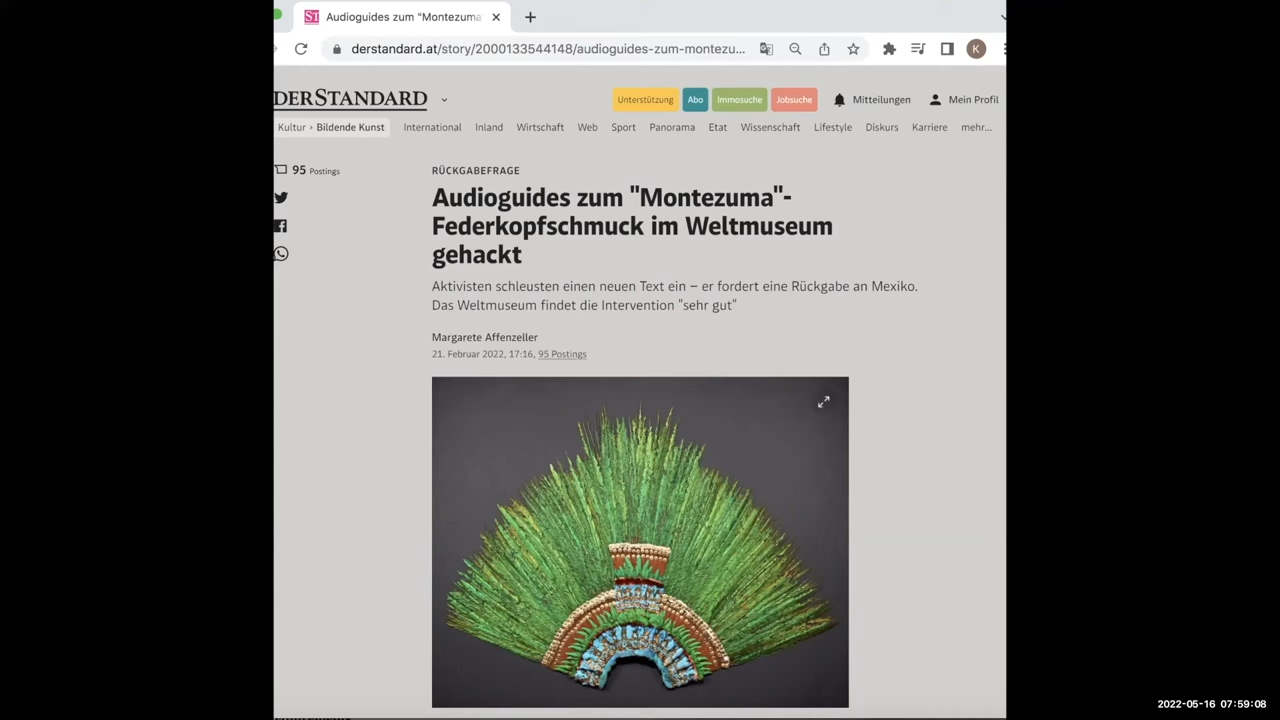 Audioguides zum "Montezuma
derstandard.at/story/2000133544148/audioguides-zum-montezu...
K
DERSTANDARD
Unterstützung
Abo
Immosuche
Jobsuche
Mitteilungen
Mein Profil
Kultur › Bildende Kunst
International
Inland
Wirtschaft
Web
Sport
Panorama
Etat
Wissenschaft
Lifestyle
Diskurs
Karriere
mehr...
95 Postings
RÜCKGABEFRAGE
Audioguides zum "Montezuma"-
Federkopfschmuck im Weltmuseum
gehackt
Aktivisten schleusten einen neuen Text ein – er fordert eine Rückgabe an Mexiko.
Das Weltmuseum findet die Intervention "sehr gut"
Margarete Affenzeller
21. Februar 2022, 17:16, 95 Postings
2022-05-16 07:59:08